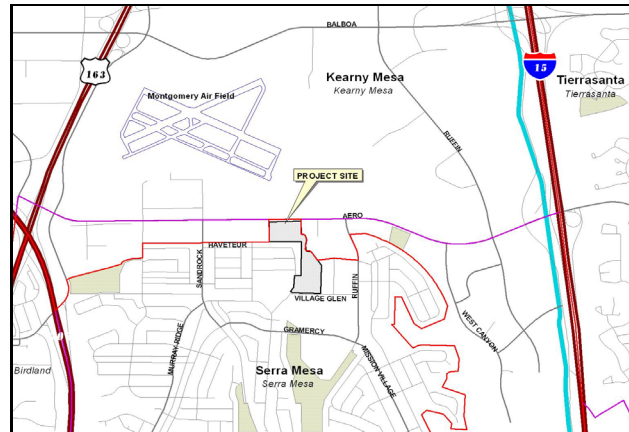 BALBOA
163
Kearny Mesa
Kearny Mesa
15
Tierrasanta
Tierrasanta
Montgomery Air Field
RUFFIN
PROJECT SITE
AERO
HAVETEUR
SANDROCK
RUFFIN
VILLAGE GLEN
GRAMERCY
WEST CANYON
MURRAY RIDGE
MISSION VILLAGE
Birdland
Serra Mesa
Serra Mesa